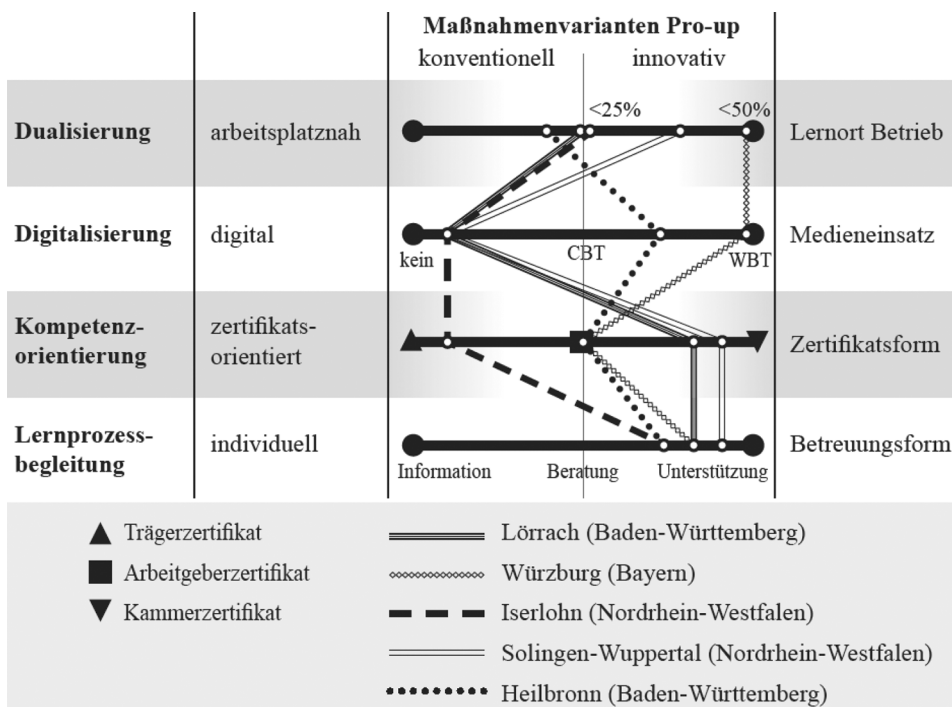 Maßnahmenvarianten Pro-up
konventionell innovativ
<25% <50%
Dualisierung arbeitsplatznah Lernort Betrieb
Digitalisierung digital Medieneinsatz
kein CBT WBT
Kompetenz-
orientierung
zertifikats-
orientiert
Zertifikatsform
Lernprozess-
begleitung
individuell
Betreuungsform
Information Beratung Unterstützung
Trägerzertifikat
Arbeitgeberzertifikat
Kammerzertifikat
Lörrach (Baden-Württemberg)
Würzburg (Bayern)
Iserlohn (Nordrhein-Westfalen)
Solingen-Wuppertal (Nordrhein-Westfalen)
Heilbronn (Baden-Württemberg)